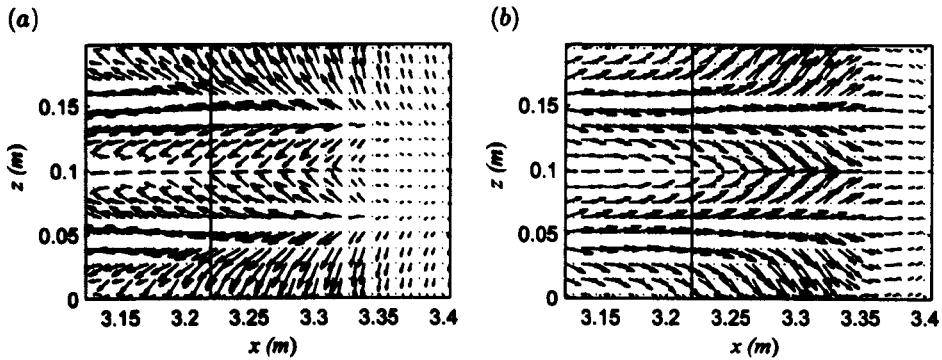 (a) (b)
z (m) z (m)
0.15 0.15
0.1 0.1
0.05 0.05
0 0
3.15 3.2 3.25 3.3 3.35 3.4 3.15 3.2 3.25 3.3 3.35 3.4
x (m) x (m)